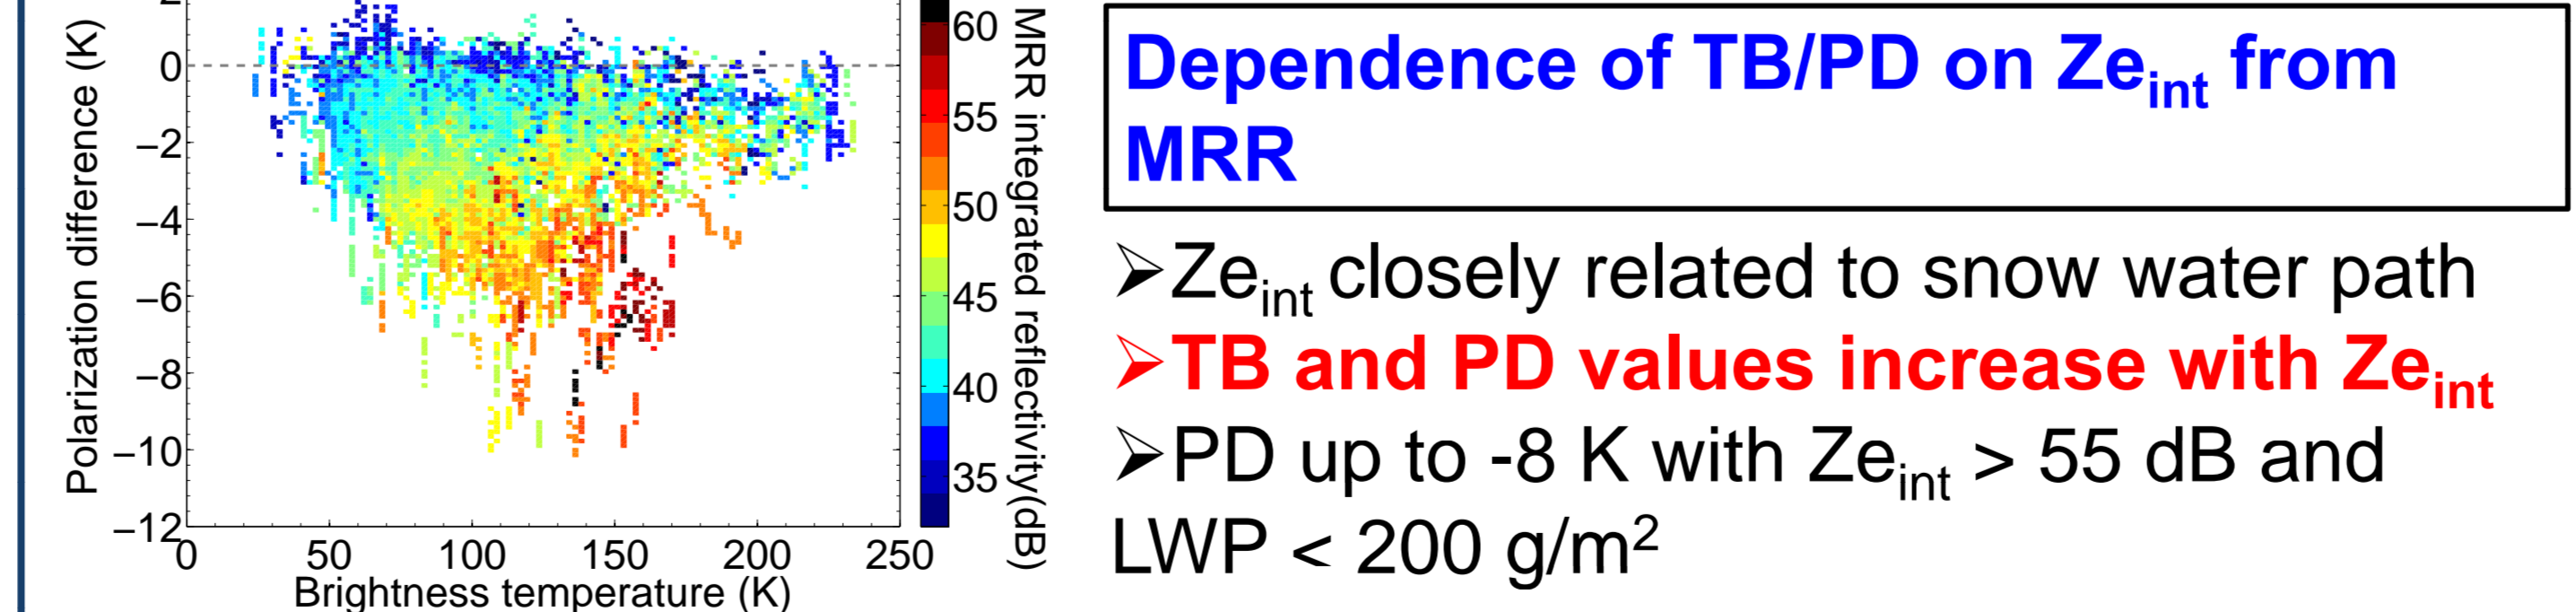 2
0
−2
−4
−6
−8
−10
−12
Polarization difference (K)
0 50 100 150 200 250
Brightness temperature (K)
60
55
50
45
40
35
MRR integrated reflectivity(dB)
Dependence of TB/PD on Zeint from
MRR
➢Zeint closely related to snow water path
➢TB and PD values increase with Zeint
➢PD up to -8 K with Zeint > 55 dB and
LWP < 200 g/m²